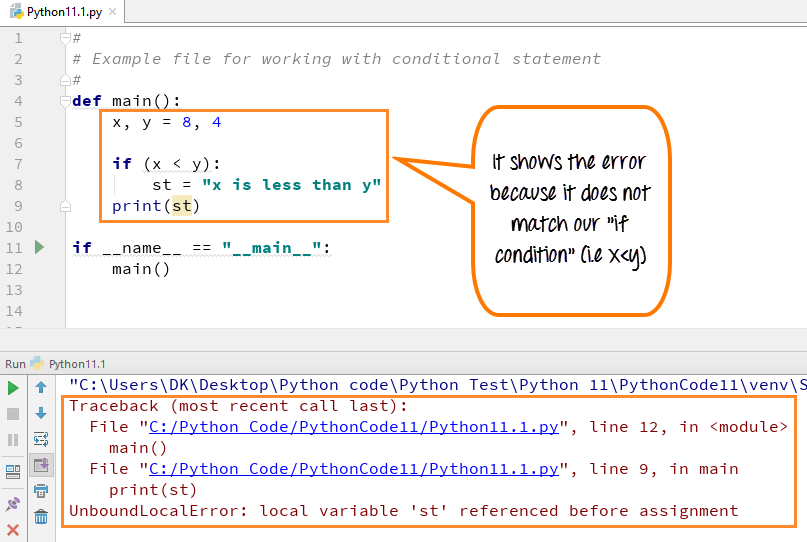 Python11.1.py
1 #
2 # Example file for working with conditional statement
3 #
4 def main():
5     x, y = 8, 4
6
7     if (x < y):
8         st = "x is less than y"
9     print(st)
10
11 if __name__ == "__main__":
12     main()
13
14
It shows the error
because it does not
match our "if
condition" (i.e X<y)
Run Python11.1
"C:\Users\DK\Desktop\Python code\Python Test\Python 11\PythonCode11\venv\S
Traceback (most recent call last):
  File "C:/Python Code/PythonCode11/Python11.1.py", line 12, in <module>
    main()
  File "C:/Python Code/PythonCode11/Python11.1.py", line 9, in main
    print(st)
UnboundLocalError: local variable 'st' referenced before assignment